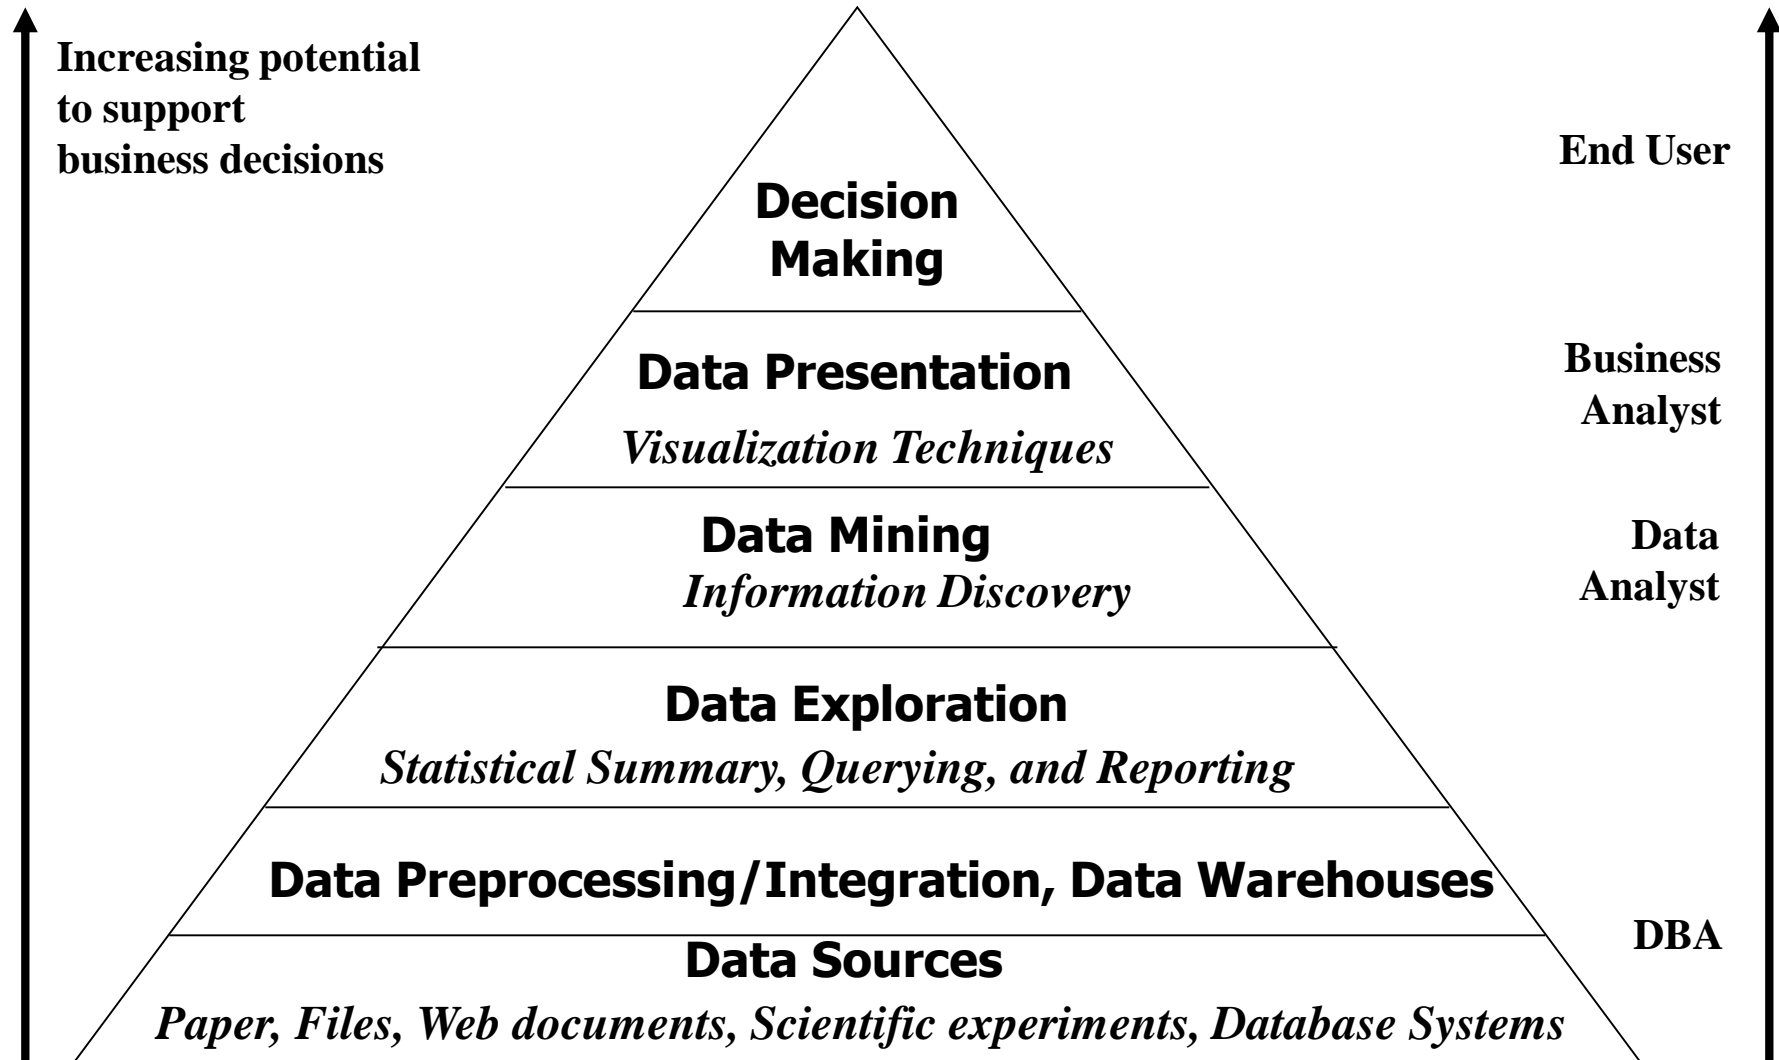 Increasing potential
to support
business decisions
End User
Decision
Making
Data Presentation
Visualization Techniques
Business
Analyst
Data Mining
Information Discovery
Data
Analyst
Data Exploration
Statistical Summary, Querying, and Reporting
Data Preprocessing/Integration, Data Warehouses
DBA
Data Sources
Paper, Files, Web documents, Scientific experiments, Database Systems